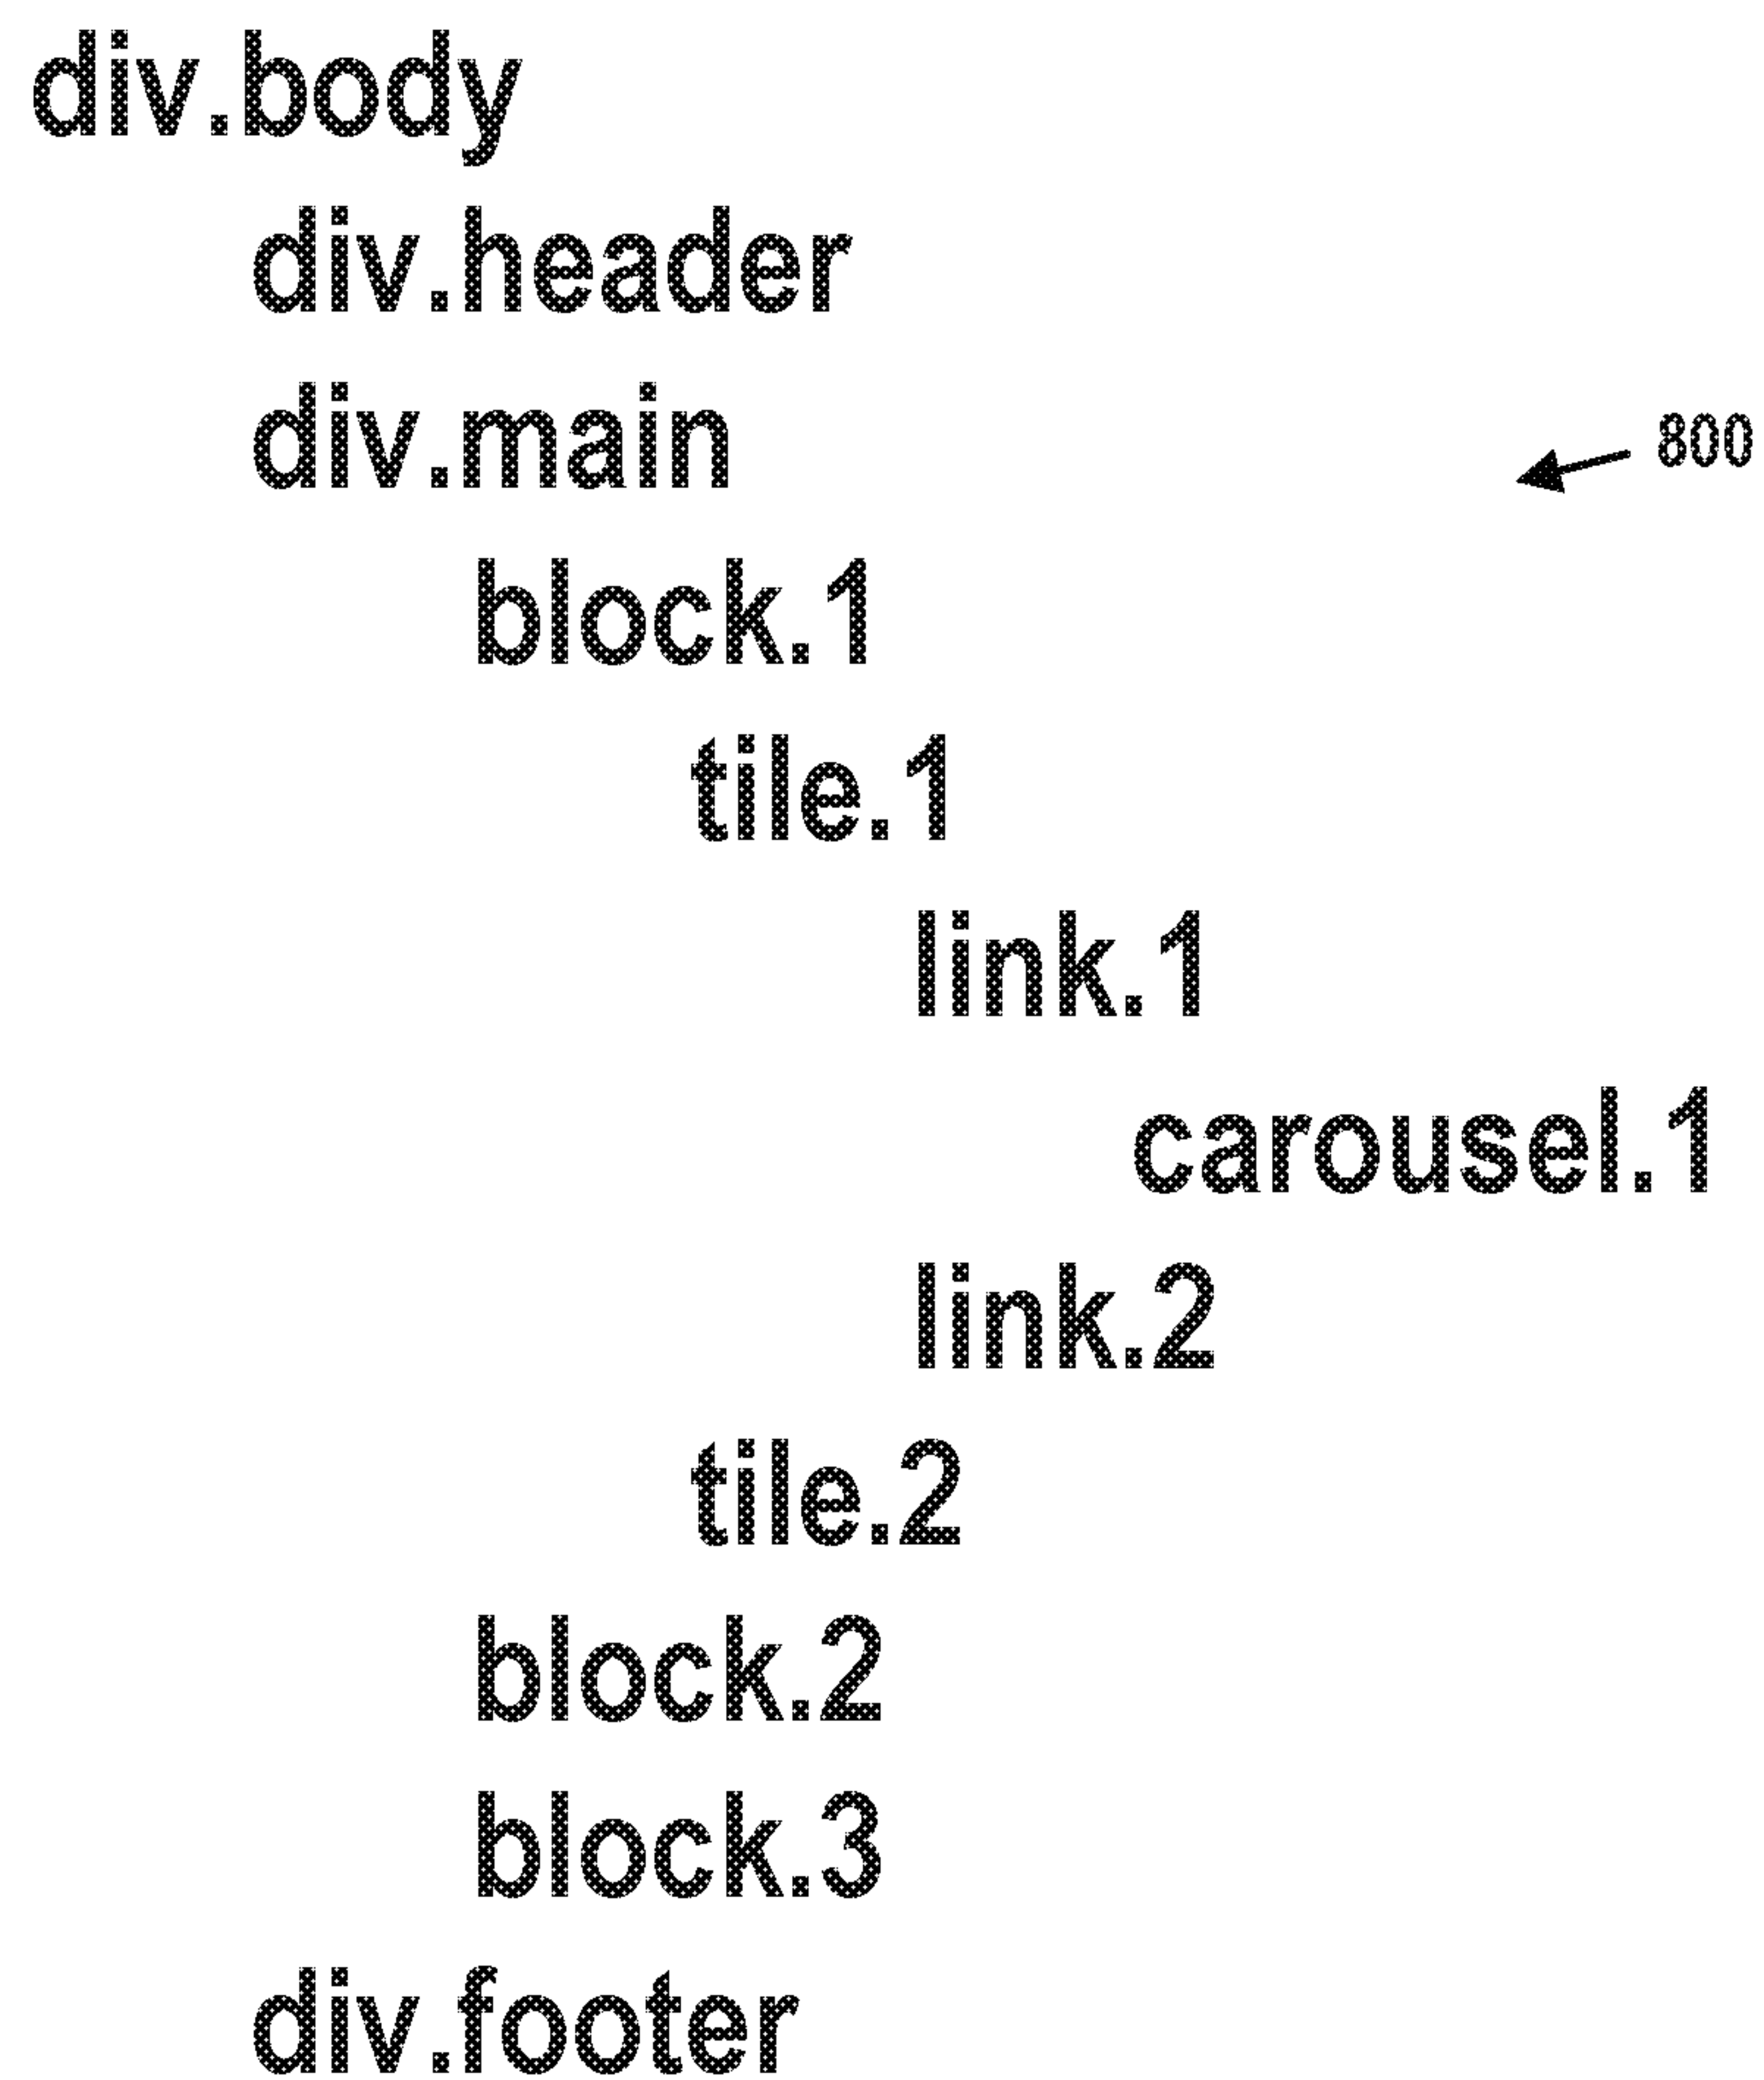 div.body
div.header
div.main
800
block.1
tile.1
link.1
carousel.1
link.2
tile.2
block.2
block.3
div.footer